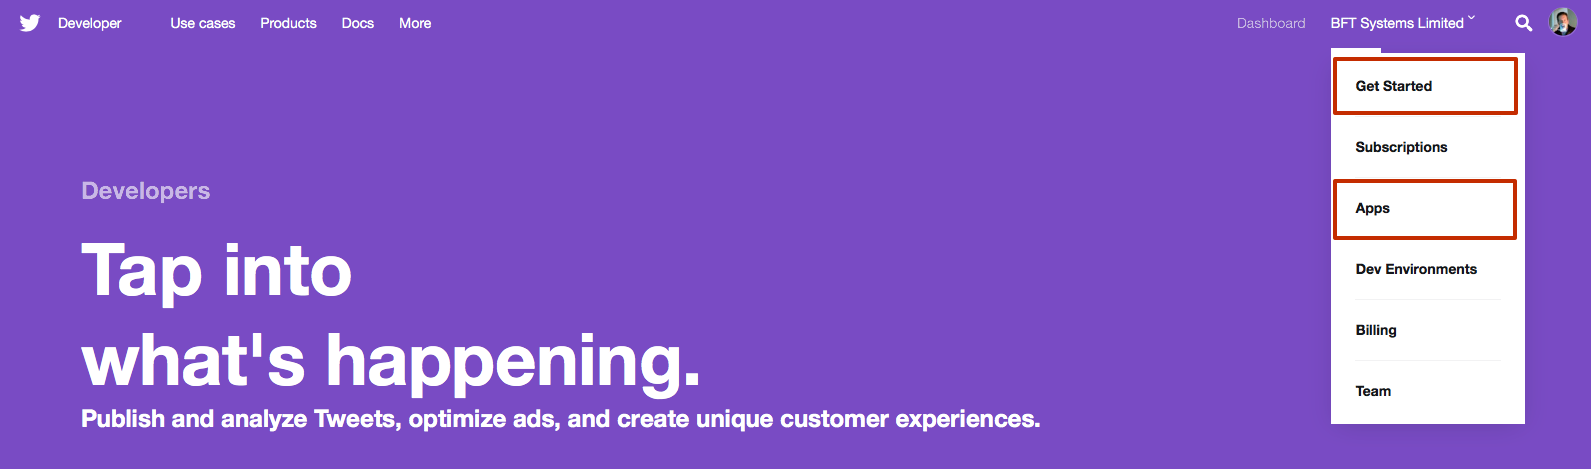 Developer Use cases Products Docs More Dashboard BFT Systems Limited
Get Started
Subscriptions
Apps
Dev Environments
Billing
Team
Developers
Tap into
what's happening.
Publish and analyze Tweets, optimize ads, and create unique customer experiences.